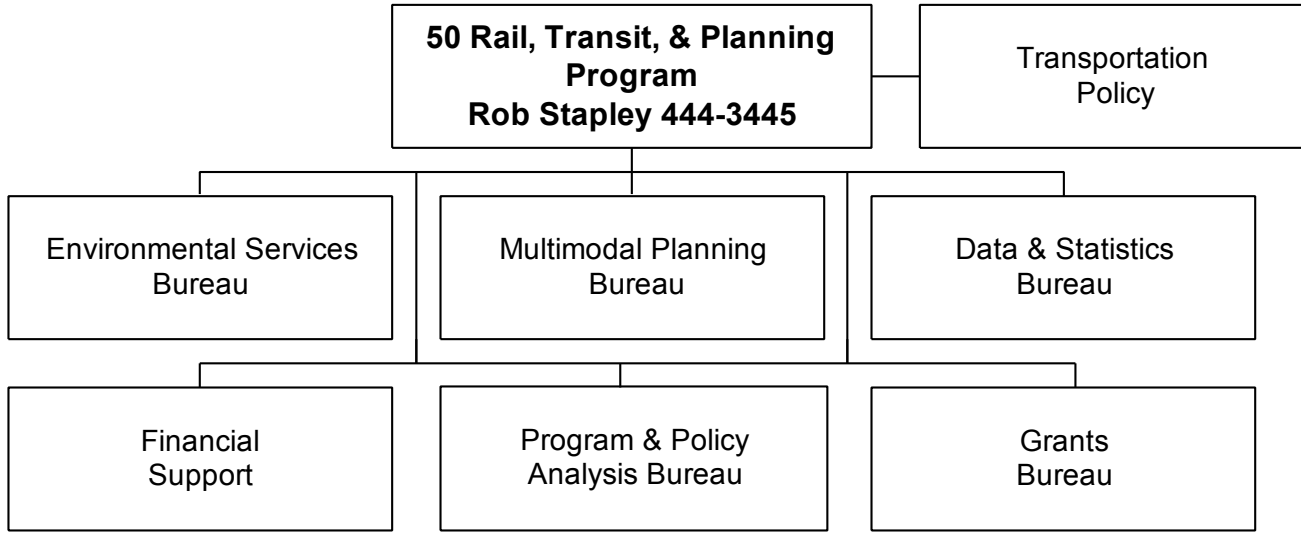 50 Rail, Transit, & Planning
Program
Rob Stapley 444-3445
Transportation
Policy
Environmental Services
Bureau
Multimodal Planning
Bureau
Data & Statistics
Bureau
Financial
Support
Program & Policy
Analysis Bureau
Grants
Bureau